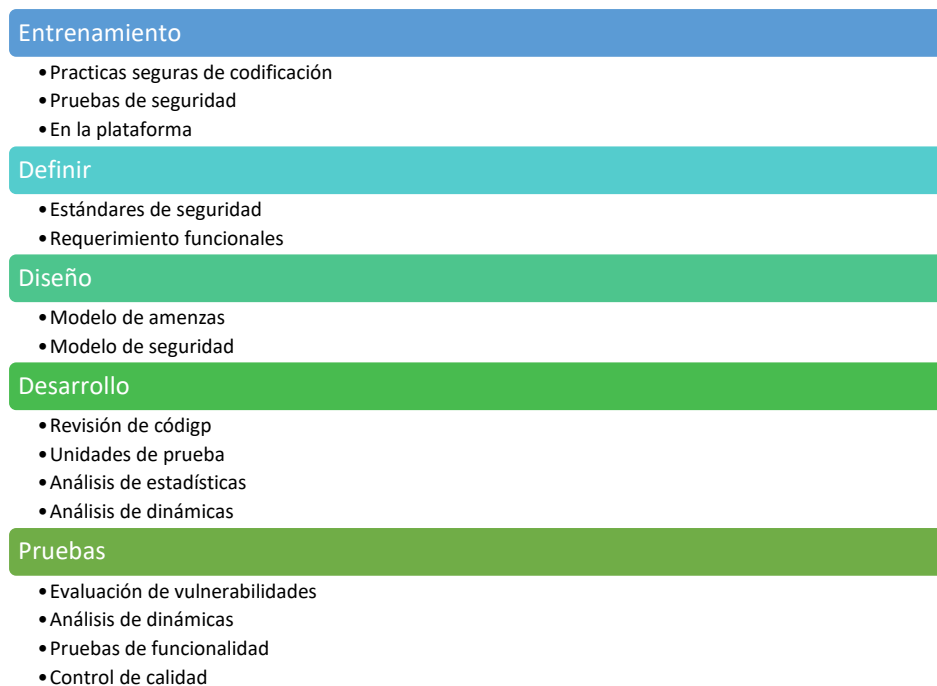 Entrenamiento
•Practicas seguras de codificación
•Pruebas de seguridad
•En la plataforma
Definir
•Estándares de seguridad
•Requerimiento funcionales
Diseño
•Modelo de amenzas
•Modelo de seguridad
Desarrollo
•Revisión de códigp
•Unidades de prueba
•Análisis de estadísticas
•Análisis de dinámicas
Pruebas
•Evaluación de vulnerabilidades
•Análisis de dinámicas
•Pruebas de funcionalidad
•Control de calidad